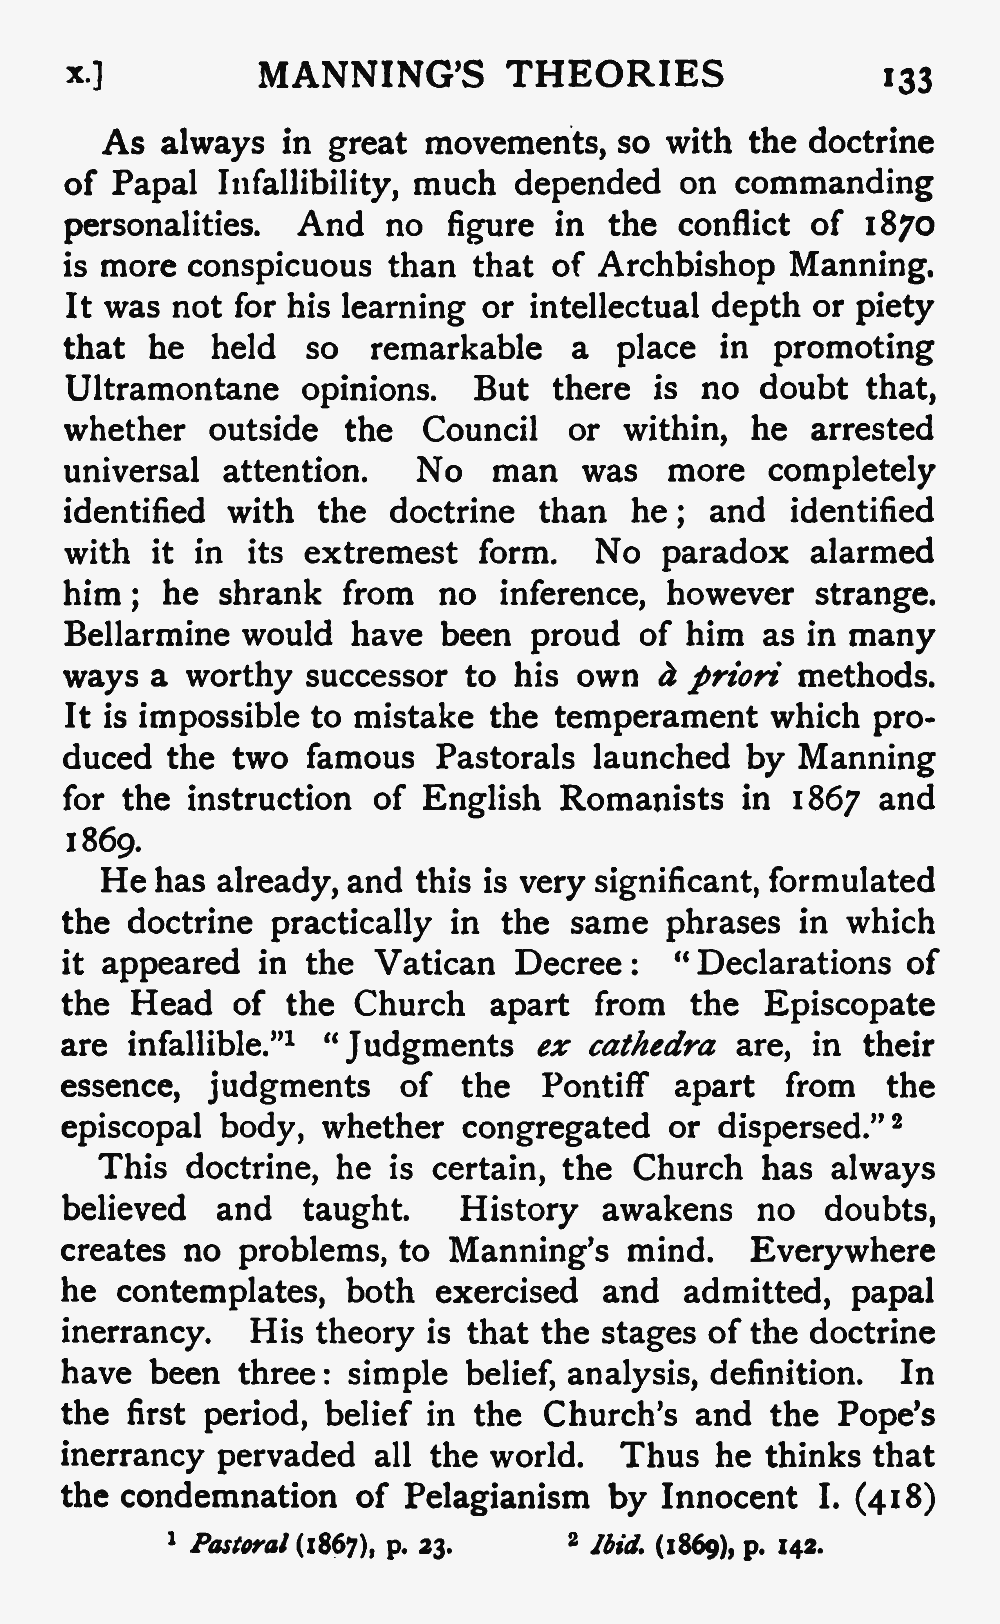 x.] MANNING'S THEORIES 133
As always in great movements, so with the doctrine
of Papal Infallibility, much depended on commanding
personalities. And no figure in the conflict of 1870
is more conspicuous than that of Archbishop Manning.
It was not for his learning or intellectual depth or piety
that he held so remarkable a place in promoting
Ultramontane opinions. But there is no doubt that,
whether outside the Council or within, he arrested
universal attention. No man was more completely
identified with the doctrine than he; and identified
with it in its extremest form. No paradox alarmed
him; he shrank from no inference, however strange.
Bellarmine would have been proud of him as in many
ways a worthy successor to his own à priori methods.
It is impossible to mistake the temperament which pro-
duced the two famous Pastorals launched by Manning
for the instruction of English Romanists in 1867 and
1869.
He has already, and this is very significant, formulated
the doctrine practically in the same phrases in which
it appeared in the Vatican Decree: "Declarations of
the Head of the Church apart from the Episcopate
are infallible."¹ "Judgments ex cathedra are, in their
essence, judgments of the Pontiff apart from the
episcopal body, whether congregated or dispersed."²
This doctrine, he is certain, the Church has always
believed and taught. History awakens no doubts,
creates no problems, to Manning's mind. Everywhere
he contemplates, both exercised and admitted, papal
inerrancy. His theory is that the stages of the doctrine
have been three: simple belief, analysis, definition. In
the first period, belief in the Church's and the Pope's
inerrancy pervaded all the world. Thus he thinks that
the condemnation of Pelagianism by Innocent I. (418)
¹ Pastoral (1867), p. 23. ² Ibid. (1869), p. 142.